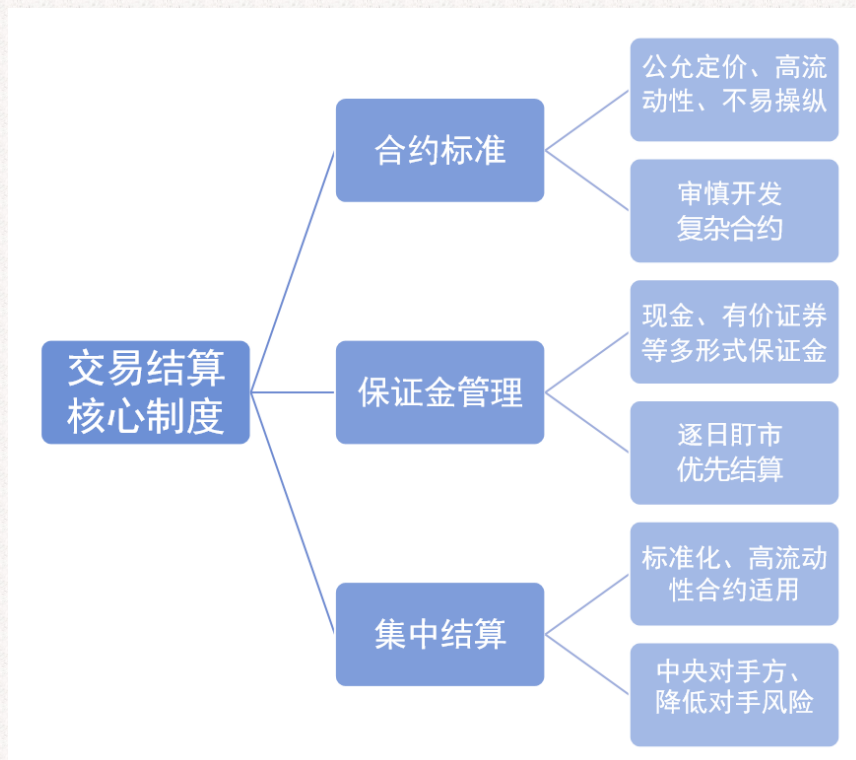 交易结算
核心制度
合约标准
公允定价、高流
动性、不易操纵
审慎开发
复杂合约
保证金管理
现金、有价证券
等多形式保证金
逐日盯市
优先结算
集中结算
标准化、高流动
性合约适用
中央对手方、
降低对手风险